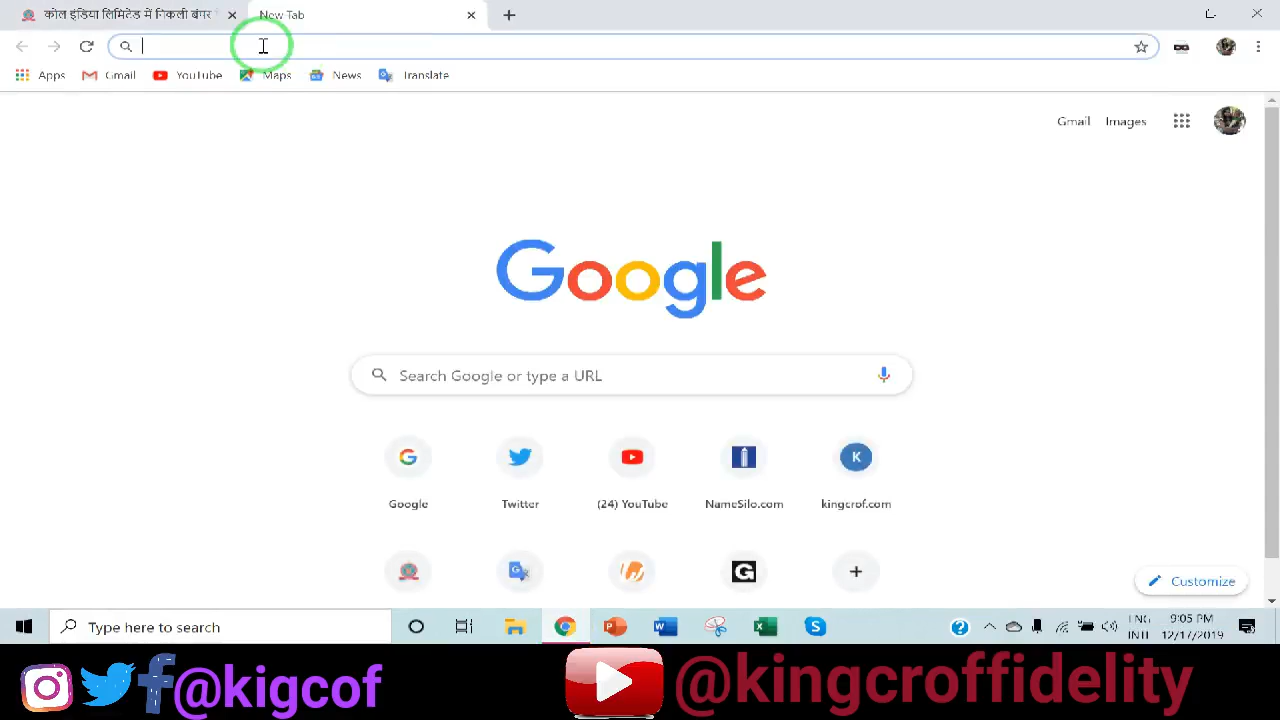 कोल इंडिया लिमिटेड में निकली बंपर
New Tab
Apps
Gmail
YouTube
Maps
News
Translate
Gmail
Images
Google
Search Google or type a URL
K
Google
Twitter
(24) YouTube
NameSilo.com
kingcrof.com
G
Customize
Type here to search
ENG
INTL
9:05 PM
12/17/2019
@kigcof
@kingcroffidelity